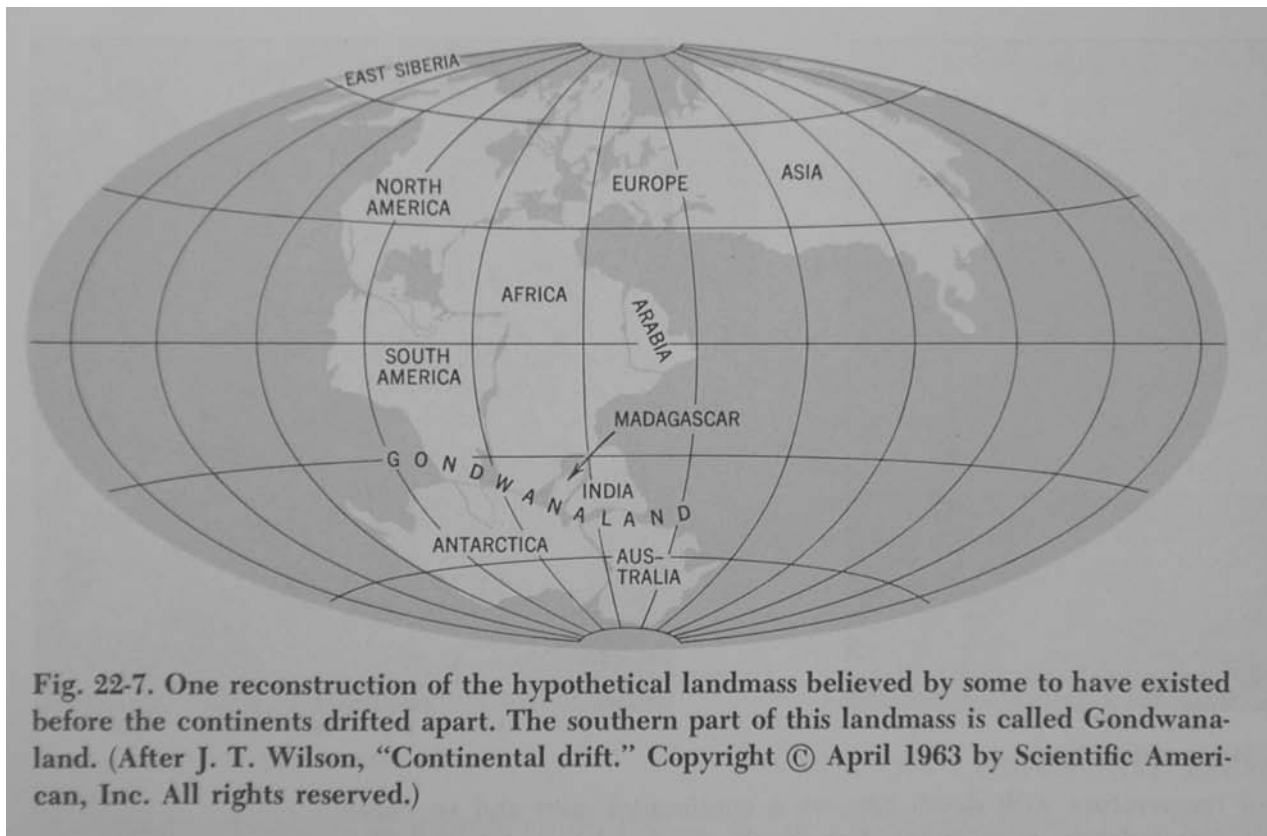 EAST SIBERIA
NORTH
AMERICA
EUROPE
ASIA
AFRICA
ARABIA
SOUTH
AMERICA
MADAGASCAR
GONDWANALAND
INDIA
ANTARCTICA
AUS-
TRALIA
Fig. 22-7. One reconstruction of the hypothetical landmass believed by some to have existed
before the continents drifted apart. The southern part of this landmass is called Gondwana-
land. (After J. T. Wilson, “Continental drift.” Copyright © April 1963 by Scientific Ameri-
can, Inc. All rights reserved.)